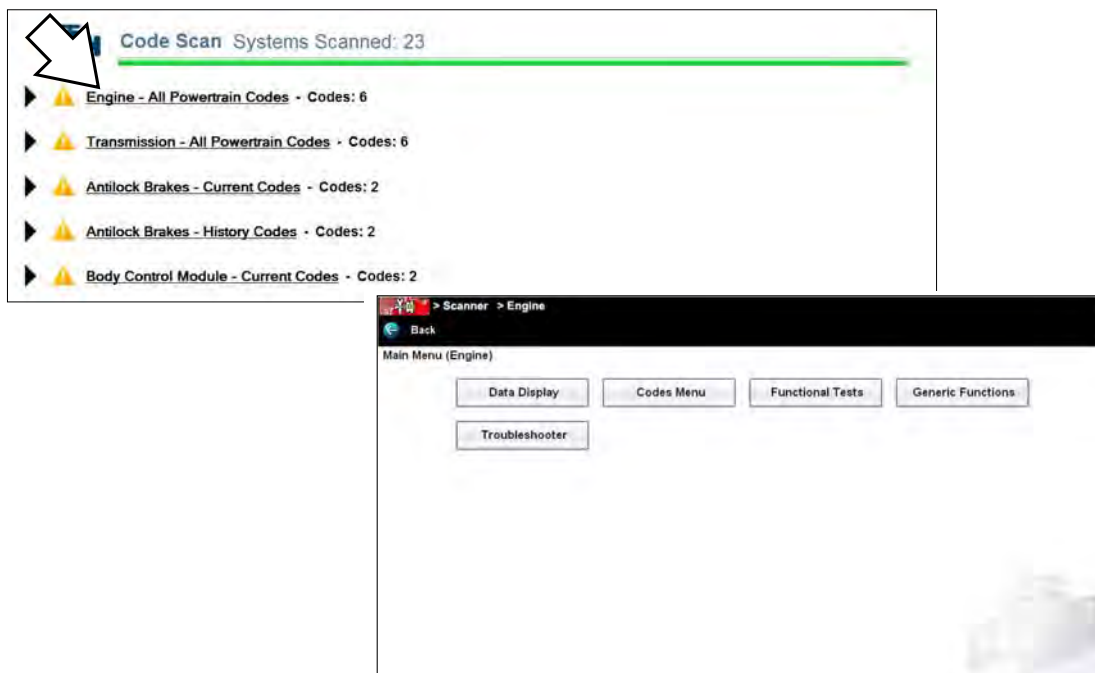 Code Scan Systems Scanned: 23
Engine - All Powertrain Codes - Codes: 6
Transmission - All Powertrain Codes - Codes: 6
Antilock Brakes - Current Codes - Codes: 2
Antilock Brakes - History Codes - Codes: 2
Body Control Module - Current Codes - Codes: 2
> Scanner > Engine
Back
Main Menu (Engine)
Data Display Codes Menu Functional Tests Generic Functions
Troubleshooter